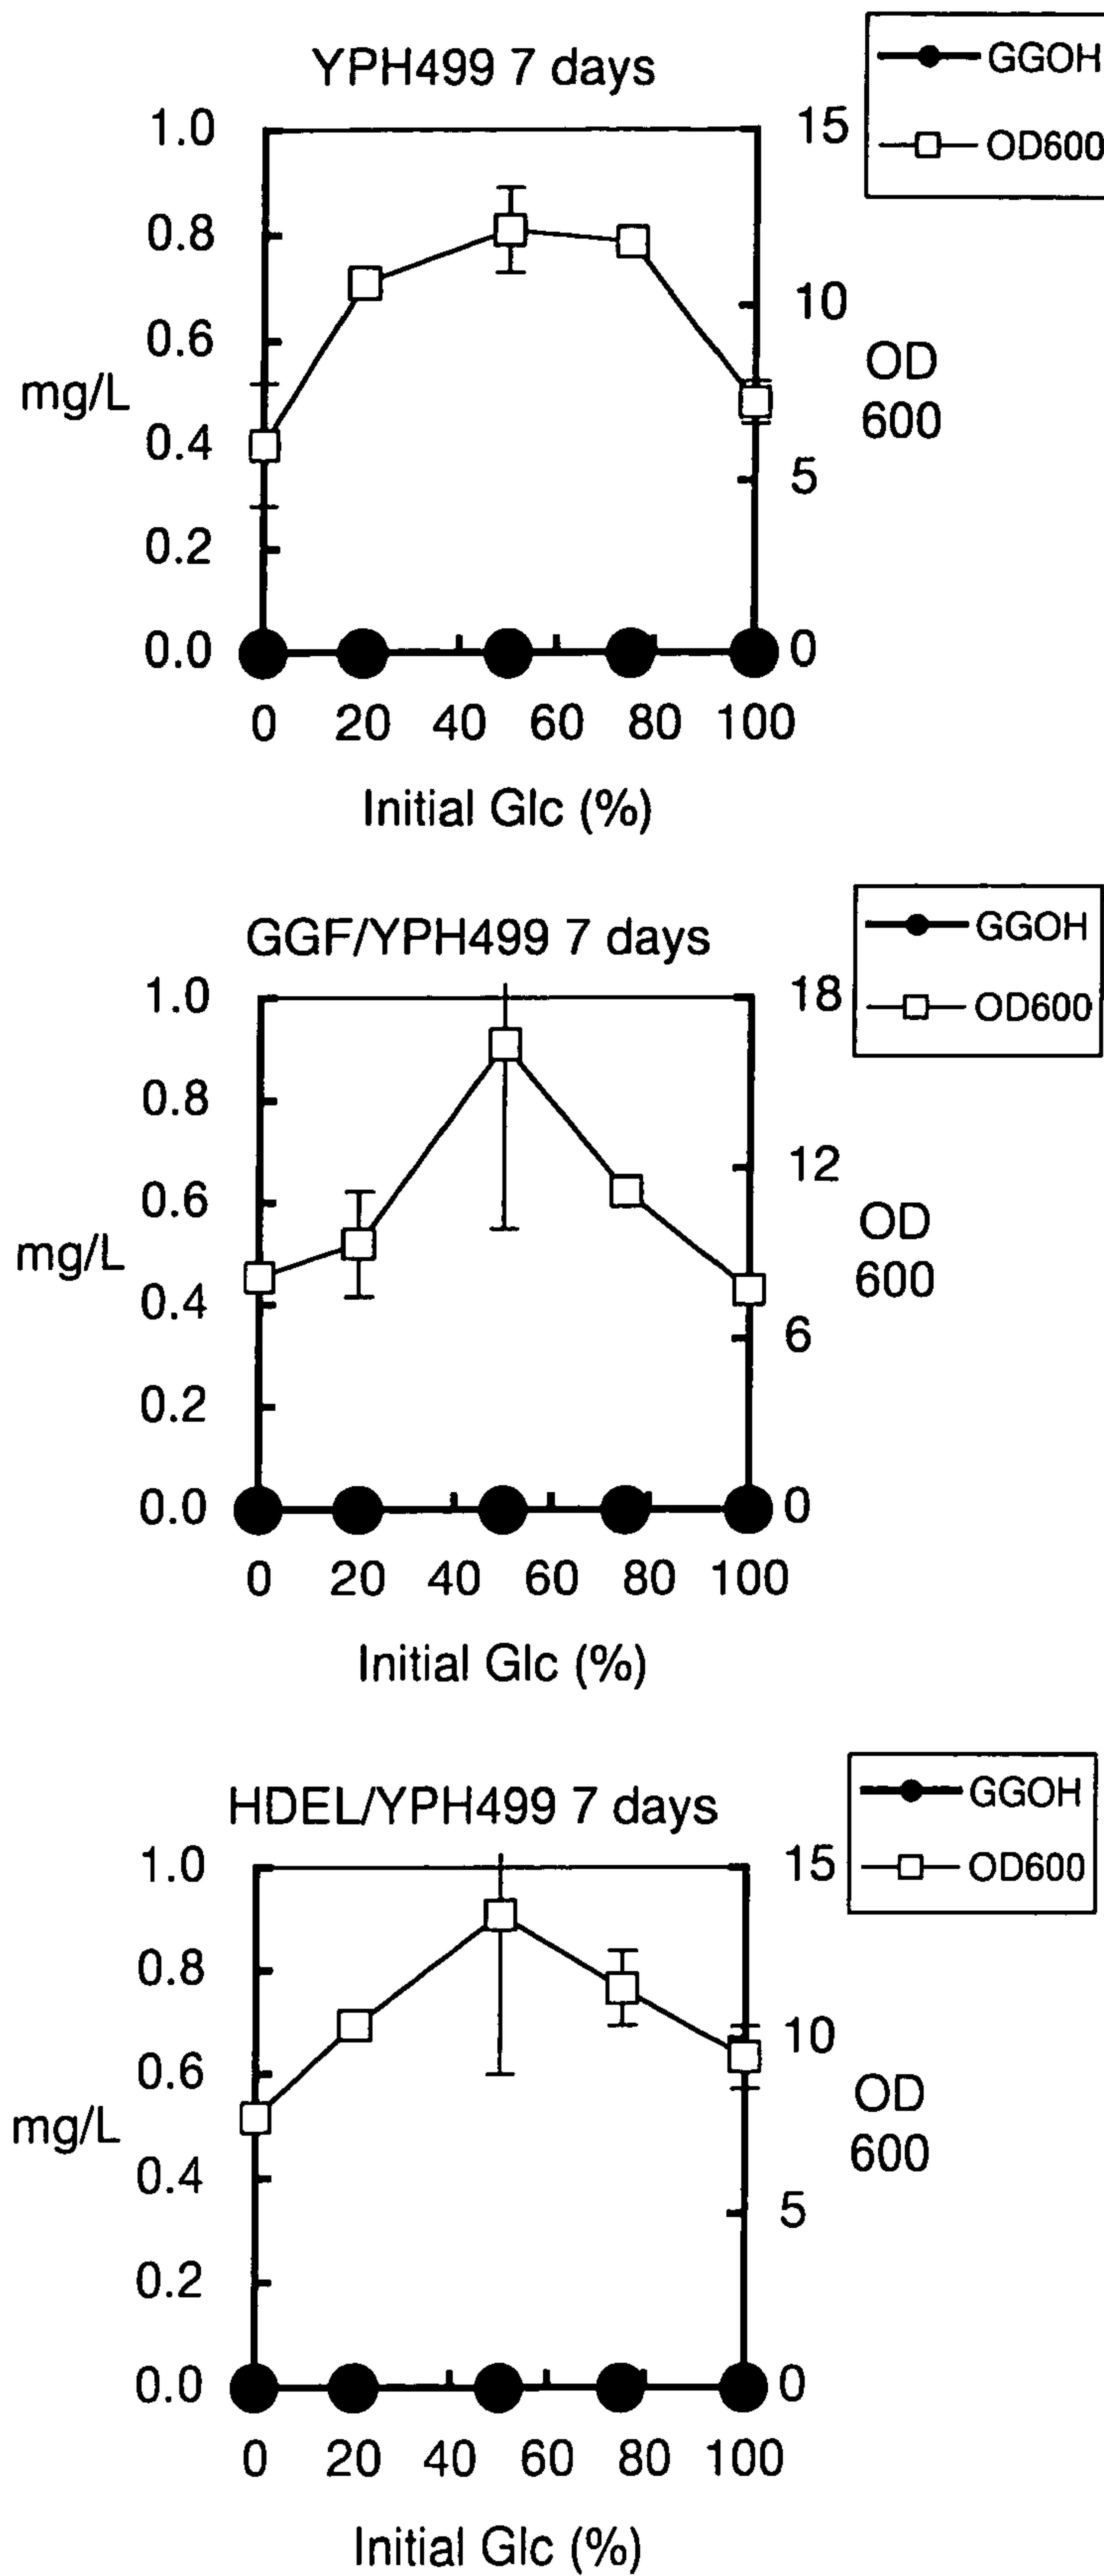 YPH499 7 days
GGOH
OD600
1.0
0.8
0.6
0.4
0.2
0.0
mg/L
15
10
5
0
OD
600
0 20 40 60 80 100
Initial Glc (%)
GGF/YPH499 7 days
GGOH
OD600
1.0
0.8
0.6
0.4
0.2
0.0
mg/L
18
12
6
0
OD
600
0 20 40 60 80 100
Initial Glc (%)
HDEL/YPH499 7 days
GGOH
OD600
1.0
0.8
0.6
0.4
0.2
0.0
mg/L
15
10
5
0
OD
600
0 20 40 60 80 100
Initial Glc (%)